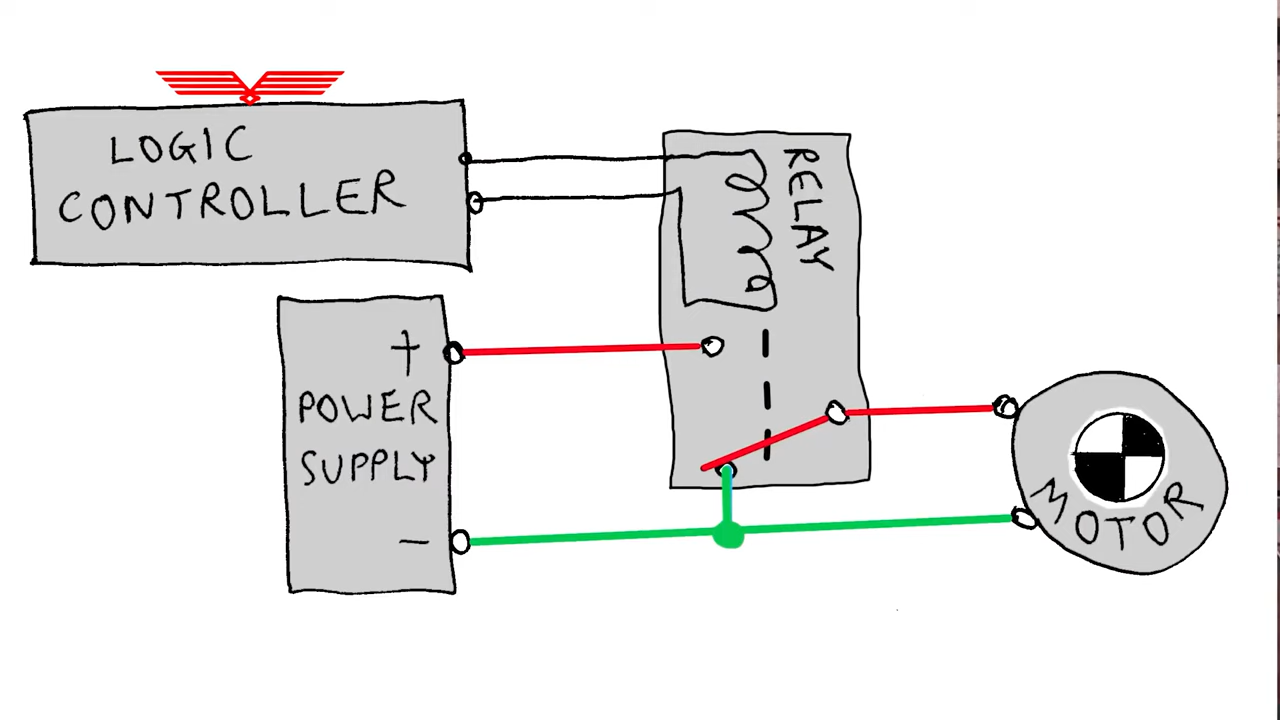 LOGIC
CONTROLLER
RELAY
+
POWER
SUPPLY
-
MOTOR